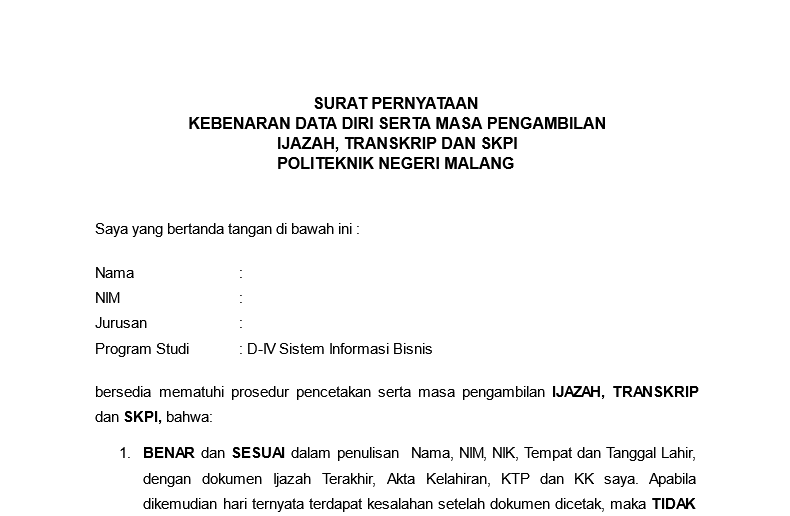 SURAT PERNYATAAN
KEBENARAN DATA DIRI SERTA MASA PENGAMBILAN
IJAZAH, TRANSKRIP DAN SKPI
POLITEKNIK NEGERI MALANG
Saya yang bertanda tangan di bawah ini :
Nama :
NIM :
Jurusan :
Program Studi : D-IV Sistem Informasi Bisnis
bersedia mematuhi prosedur pencetakan serta masa pengambilan IJAZAH, TRANSKRIP
dan SKPI, bahwa:
1. BENAR dan SESUAI dalam penulisan Nama, NIM, NIK, Tempat dan Tanggal Lahir,
dengan dokumen Ijazah Terakhir, Akta Kelahiran, KTP dan KK saya. Apabila
dikemudian hari ternyata terdapat kesalahan setelah dokumen dicetak, maka TIDAK